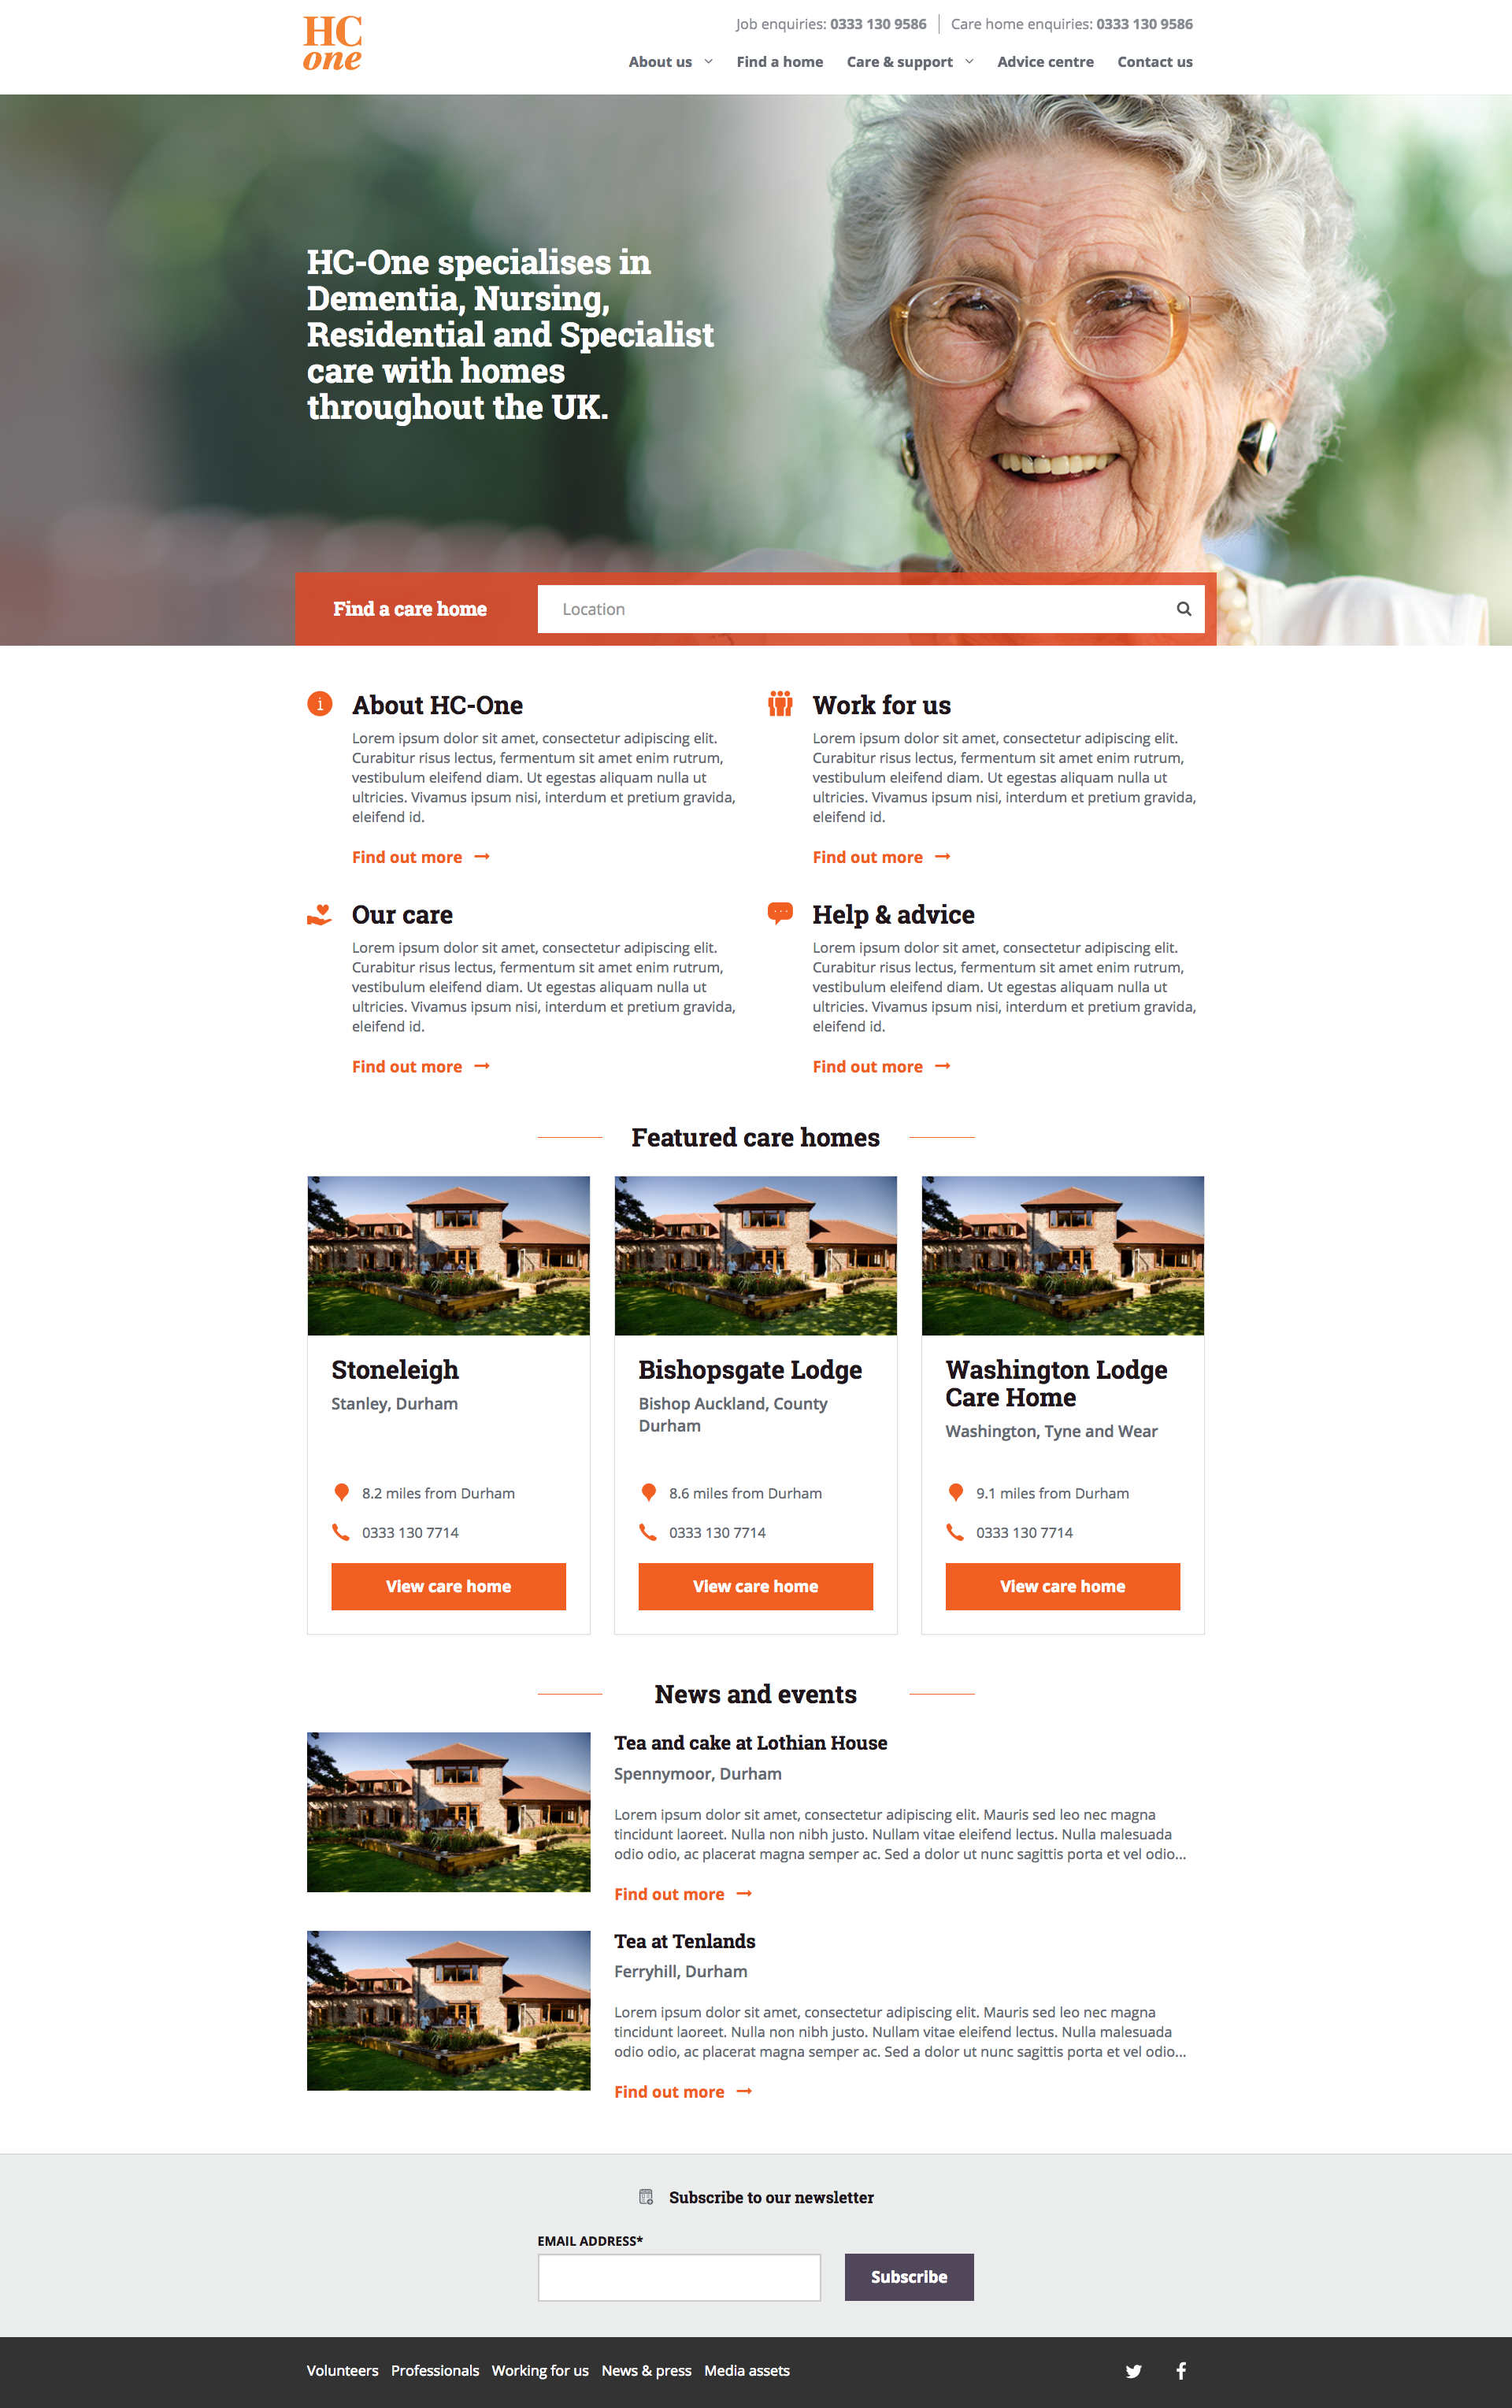 HC
one
Job enquiries: 0333 130 9586 Care home enquiries: 0333 130 9586
About us Find a home Care & support Advice centre Contact us
HC-One specialises in
Dementia, Nursing,
Residential and Specialist
care with homes
throughout the UK.
Find a care home Location
About HC-One
Lorem ipsum dolor sit amet, consectetur adipiscing elit.
Curabitur risus lectus, fermentum sit amet enim rutrum,
vestibulum eleifend diam. Ut egestas aliquam nulla ut
ultricies. Vivamus ipsum nisi, interdum et pretium gravida,
eleifend id.
Find out more
Work for us
Lorem ipsum dolor sit amet, consectetur adipiscing elit.
Curabitur risus lectus, fermentum sit amet enim rutrum,
vestibulum eleifend diam. Ut egestas aliquam nulla ut
ultricies. Vivamus ipsum nisi, interdum et pretium gravida,
eleifend id.
Find out more
Our care
Lorem ipsum dolor sit amet, consectetur adipiscing elit.
Curabitur risus lectus, fermentum sit amet enim rutrum,
vestibulum eleifend diam. Ut egestas aliquam nulla ut
ultricies. Vivamus ipsum nisi, interdum et pretium gravida,
eleifend id.
Find out more
Help & advice
Lorem ipsum dolor sit amet, consectetur adipiscing elit.
Curabitur risus lectus, fermentum sit amet enim rutrum,
vestibulum eleifend diam. Ut egestas aliquam nulla ut
ultricies. Vivamus ipsum nisi, interdum et pretium gravida,
eleifend id.
Find out more
Featured care homes
Stoneleigh
Stanley, Durham
8.2 miles from Durham
0333 130 7714
View care home
Bishopsgate Lodge
Bishop Auckland, County
Durham
8.6 miles from Durham
0333 130 7714
View care home
Washington Lodge
Care Home
Washington, Tyne and Wear
9.1 miles from Durham
0333 130 7714
View care home
News and events
Tea and cake at Lothian House
Spennymoor, Durham
Lorem ipsum dolor sit amet, consectetur adipiscing elit. Mauris sed leo nec magna
tincidunt laoreet. Nulla non nibh justo. Nullam vitae eleifend lectus. Nulla malesuada
odio odio, ac placerat magna semper ac. Sed a dolor ut nunc sagittis porta et vel odio...
Find out more
Tea at Tenlands
Ferryhill, Durham
Lorem ipsum dolor sit amet, consectetur adipiscing elit. Mauris sed leo nec magna
tincidunt laoreet. Nulla non nibh justo. Nullam vitae eleifend lectus. Nulla malesuada
odio odio, ac placerat magna semper ac. Sed a dolor ut nunc sagittis porta et vel odio...
Find out more
Subscribe to our newsletter
EMAIL ADDRESS*
Subscribe
Volunteers Professionals Working for us News & press Media assets